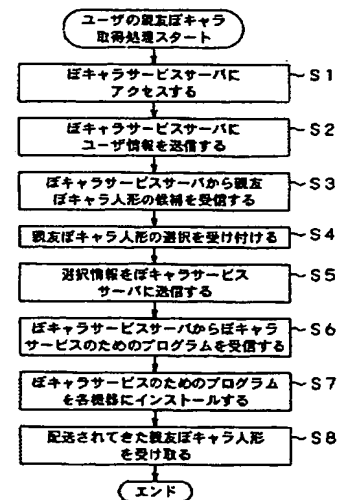 ユーザの親友ぽキャラ
取得処理スタート
ぽキャラサービスサーバに
アクセスする
S1
ぽキャラサービスサーバに
ユーザ情報を送信する
S2
ぽキャラサービスサーバから親友
ぽキャラ人形の候補を受信する
S3
親友ぽキャラ人形の選択を受け付ける
S4
選択情報をぽキャラサービス
サーバに送信する
S5
ぽキャラサービスサーバからぽキャラ
サービスのためのプログラムを受信する
S6
ぽキャラサービスのためのプログラム
を各機器にインストールする
S7
配送されてきた親友ぽキャラ人形
を受け取る
S8
エンド